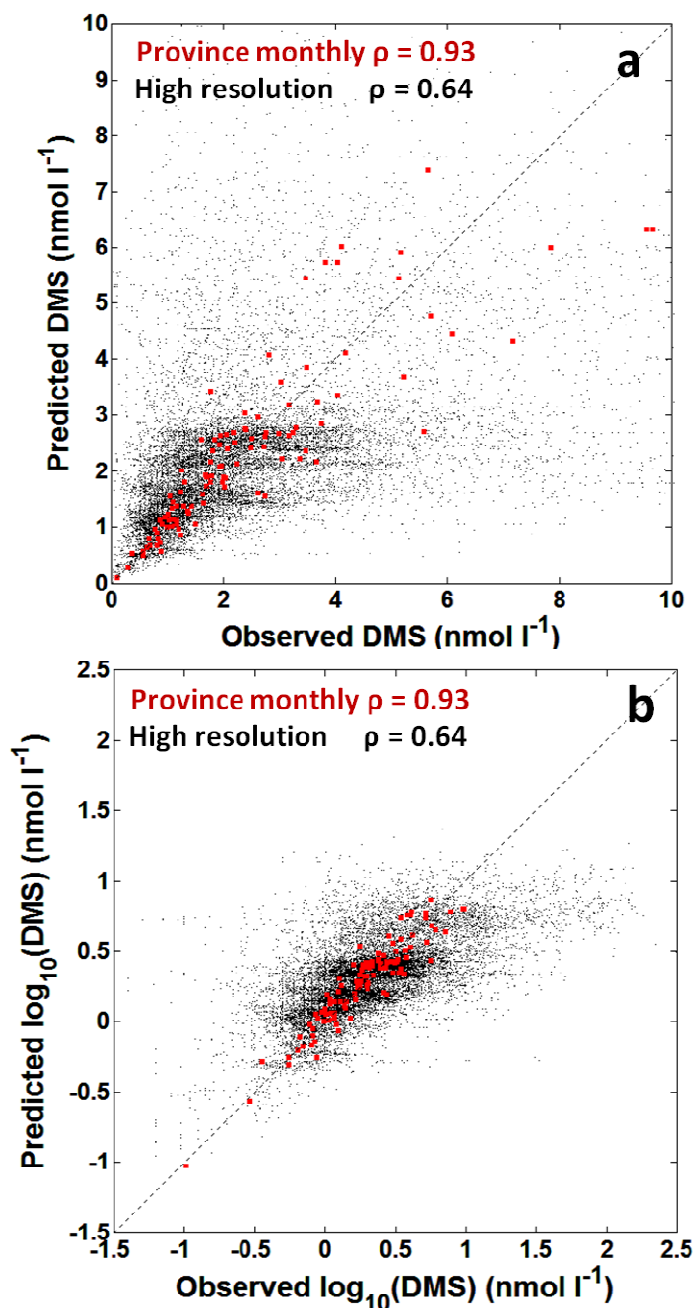 Province monthly ρ = 0.93
High resolution ρ = 0.64
a
10
9
8
7
6
5
4
3
2
1
0
Predicted DMS (nmol l⁻¹)
0 2 4 6 8 10
Observed DMS (nmol l⁻¹)
Province monthly ρ = 0.93
High resolution ρ = 0.64
b
2.5
2
1.5
1
0.5
0
-0.5
-1
-1.5
Predicted log₁₀(DMS) (nmol l⁻¹)
-1.5 -1 -0.5 0 0.5 1 1.5 2 2.5
Observed log₁₀(DMS) (nmol l⁻¹)